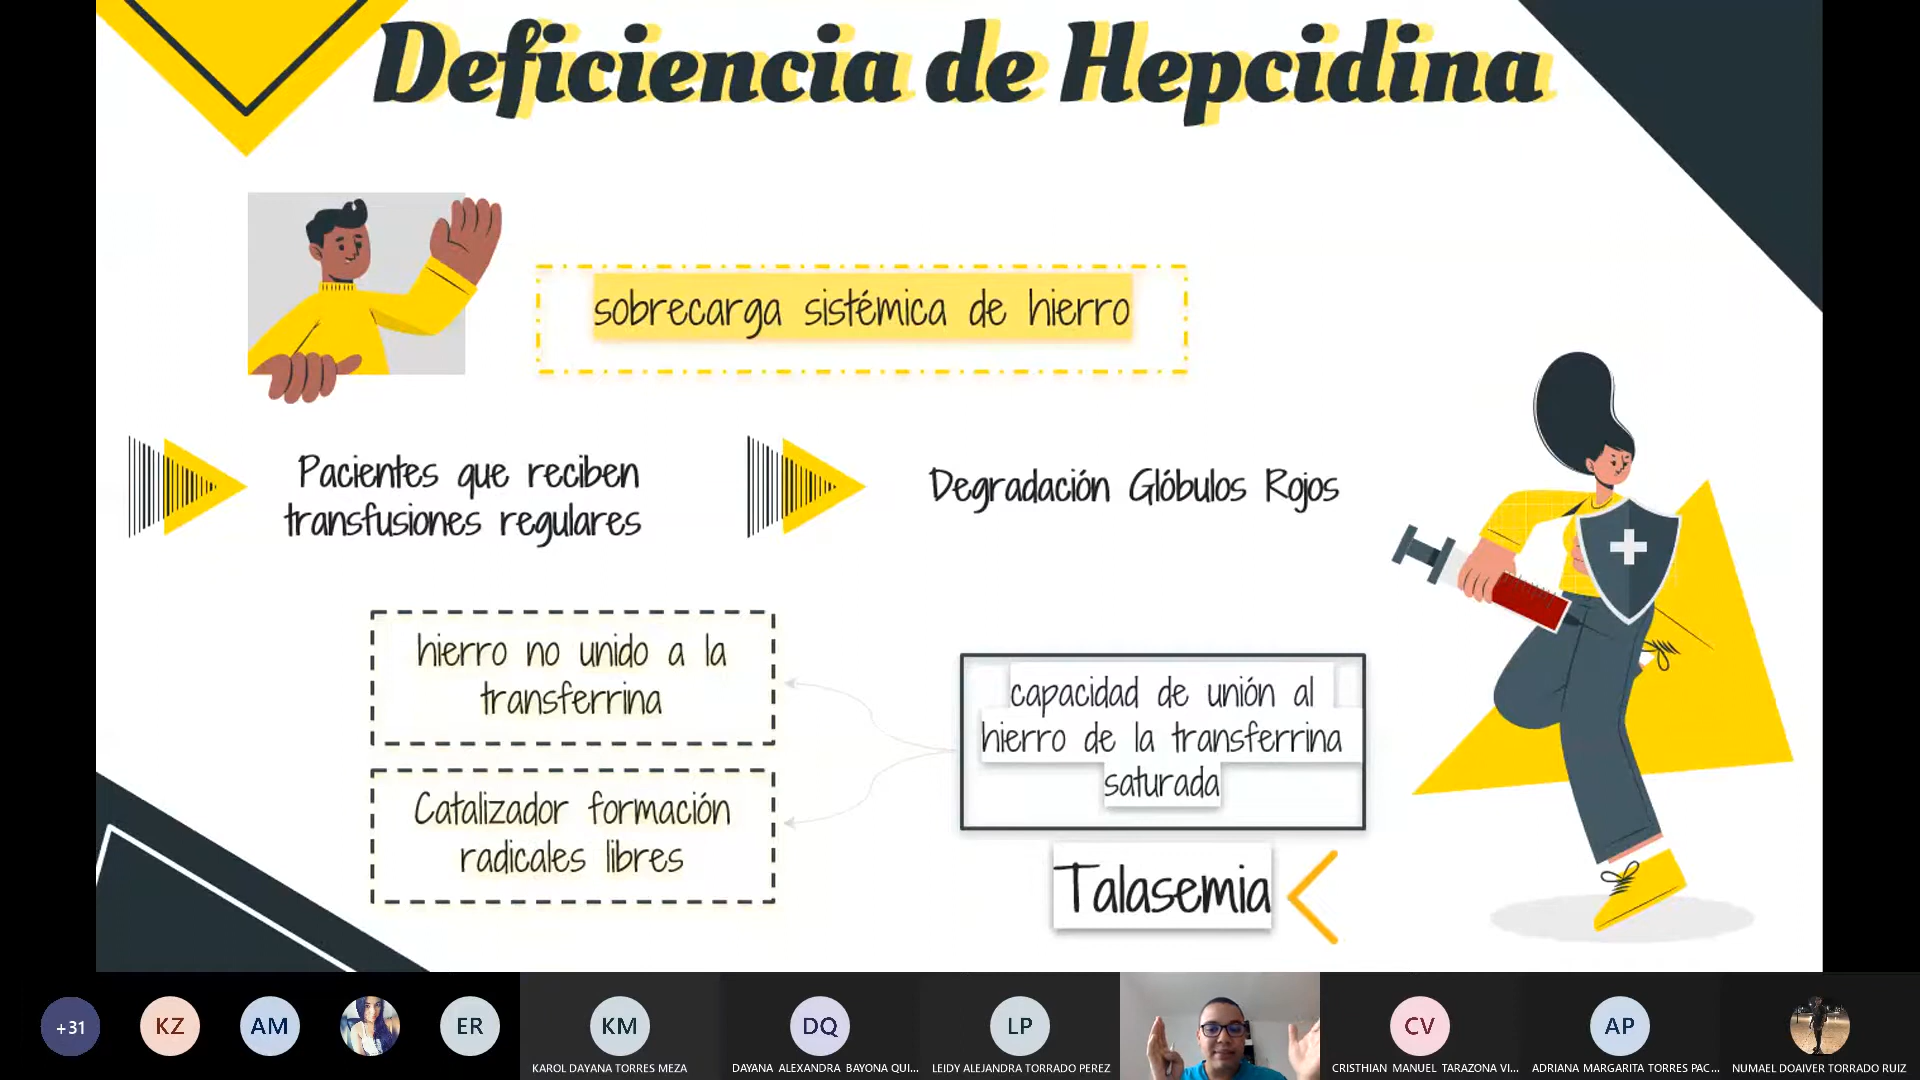 Deficiencia de Hepcidina
sobrecarga sistémica de hierro
Pacientes que reciben
transfusiones regulares
Degradación Glóbulos Rojos
hierro no unido a la
transferrina
Catalizador formación
radicales libres
capacidad de unión al
hierro de la transferrina
saturada
Talasemia
+31
KZ
AM
ER
KM
KAROL DAYANA TORRES MEZA
DQ
DAYANA ALEXANDRA BAYONA QUI...
LP
LEIDY ALEJANDRA TORRADO PEREZ
CV
CRISTHIAN MANUEL TARAZONA VI...
AP
ADRIANA MARGARITA TORRES PAC...
NUMAEL DOAIVER TORRADO RUIZ